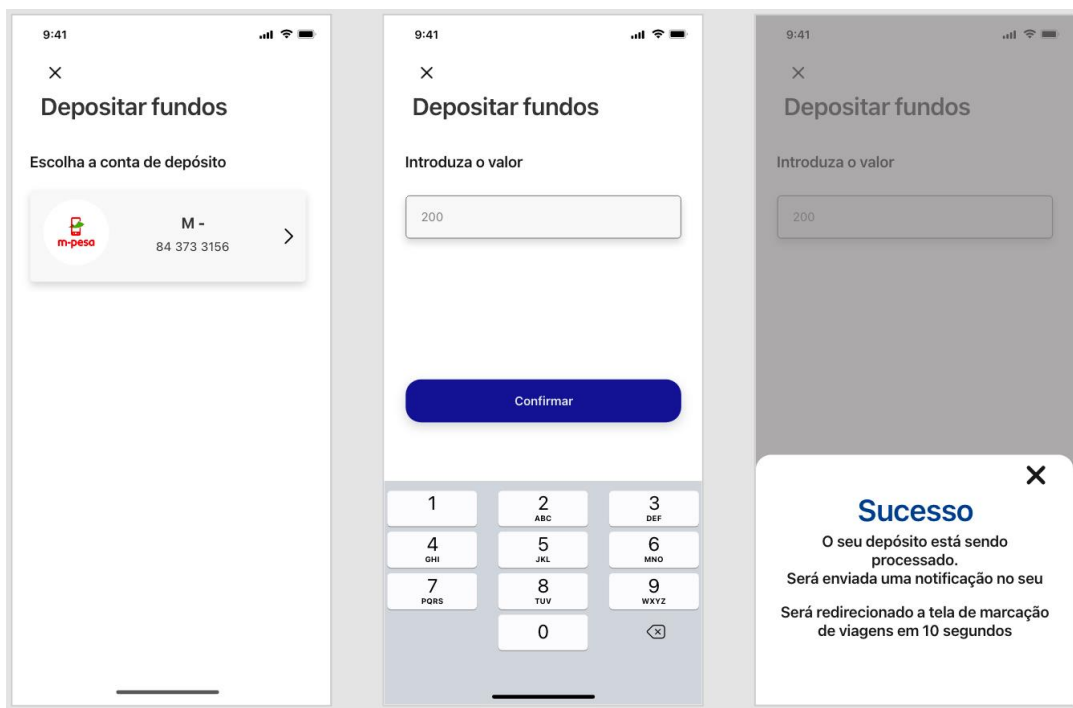 9:41
Depositar fundos
Escolha a conta de depósito
m-pesa
M -
84 373 3156
9:41
Depositar fundos
Introduza o valor
200
Confirmar
1
2
ABC
3
DEF
4
GHI
5
JKL
6
MNO
7
PQRS
8
TUV
9
WXYZ
0
9:41
Depositar fundos
Introduza o valor
200
Sucesso
O seu depósito está sendo
processado.
Será enviada uma notificação no seu
Será redirecionado a tela de marcação
de viagens em 10 segundos